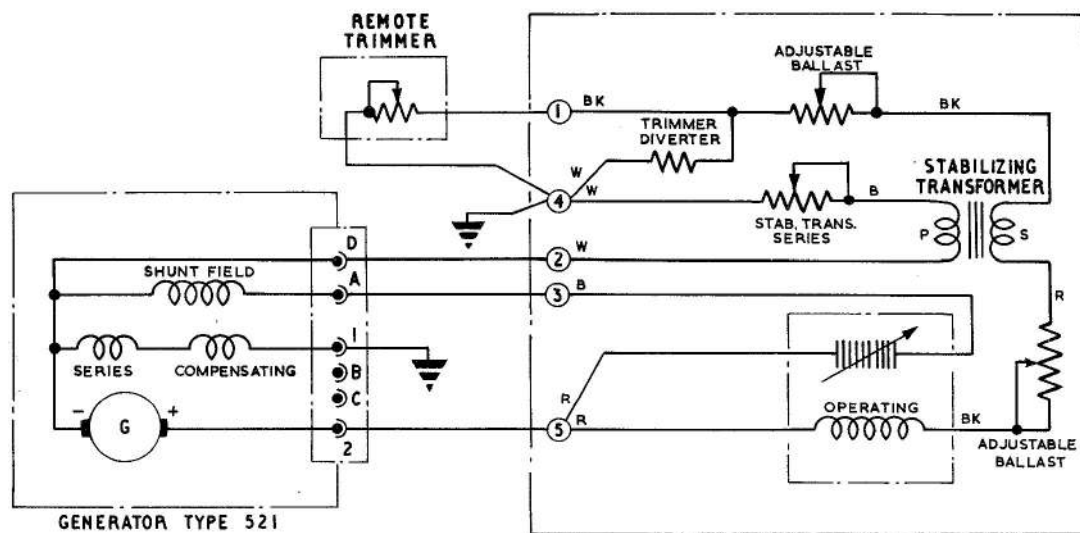 REMOTE
TRIMMER
ADJUSTABLE
BALLAST
1
BK
BK
TRIMMER
DIVERTER
W
4
W
STAB. TRANS.
SERIES
B
STABILIZING
TRANSFORMER
P
S
D
2
W
SHUNT FIELD
A
3
B
R
1
SERIES
COMPENSATING
B
C
R
OPERATING
-
G
+
2
5
R
BK
ADJUSTABLE
BALLAST
GENERATOR TYPE 521